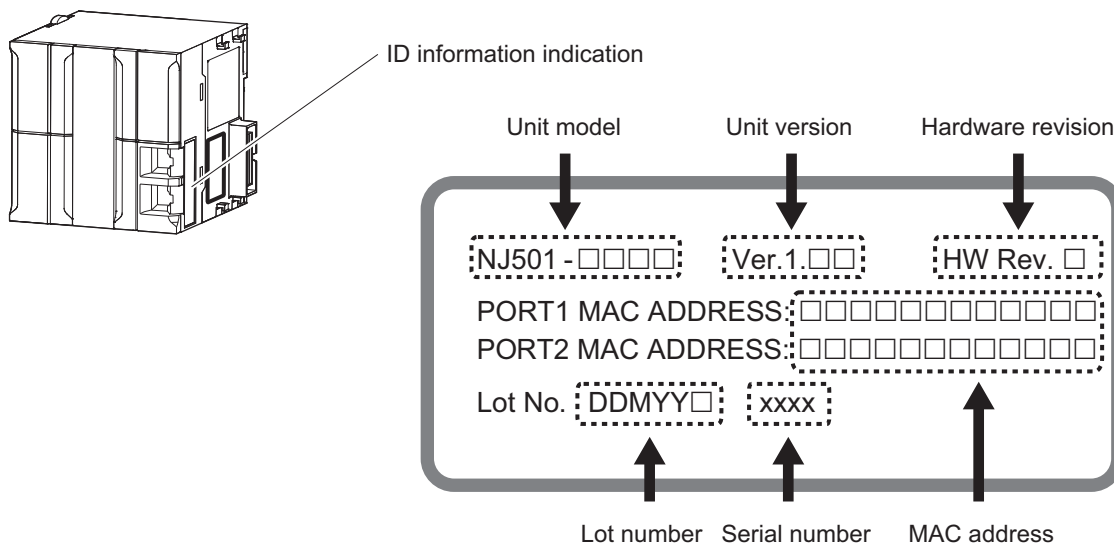 ID information indication
Unit model Unit version Hardware revision
NJ501 - □□□□ Ver.1.□□ HW Rev. □
PORT1 MAC ADDRESS: □□□□□□□□□□□□
PORT2 MAC ADDRESS: □□□□□□□□□□□□
Lot No. DDMYY□ xxxx
Lot number Serial number MAC address